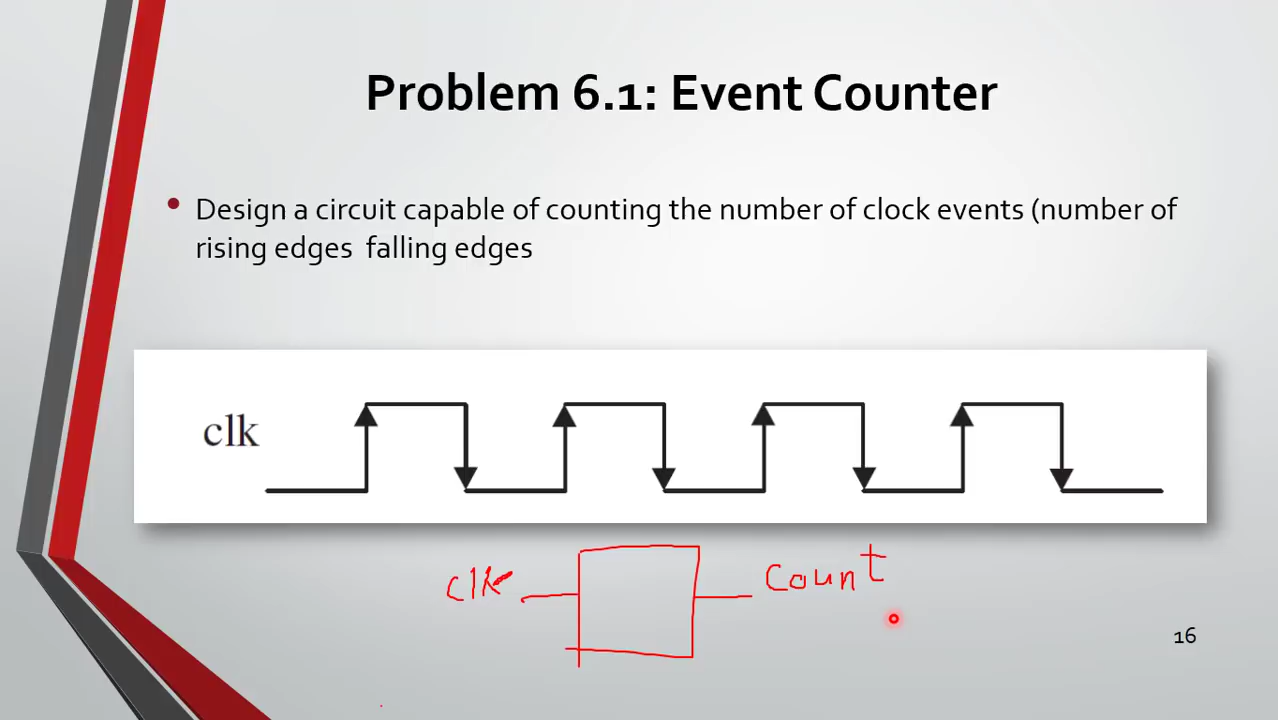 Problem 6.1: Event Counter
• Design a circuit capable of counting the number of clock events (number of
rising edges falling edges
clk
clk
Count
16